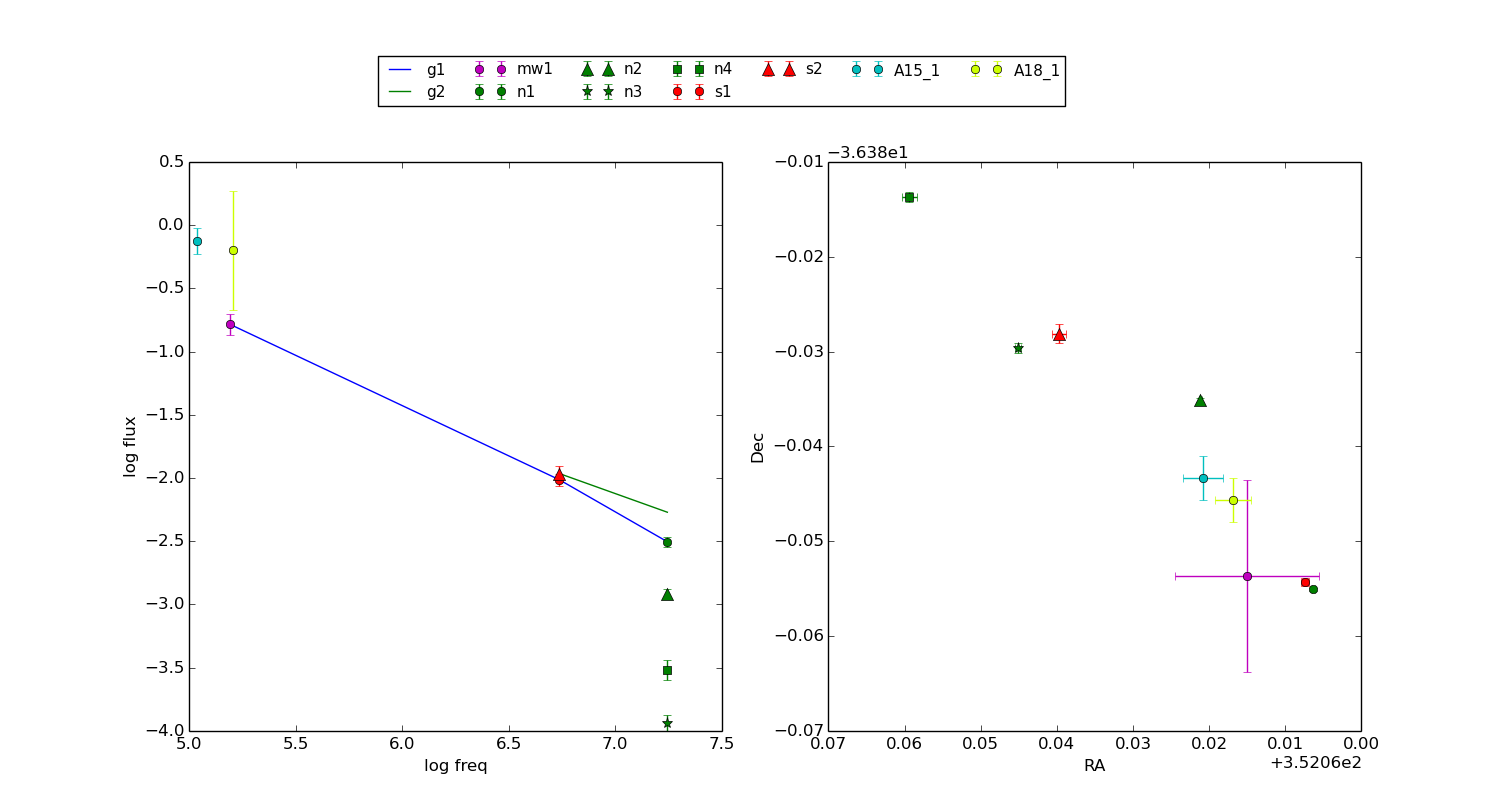 g1 mw1 n2 n4 s2 A15_1 A18_1
g2 n1 n3 s1
0.5
0.0
−0.5
−1.0
−1.5
−2.0
−2.5
−3.0
−3.5
−4.0
log flux
5.0 5.5 6.0 6.5 7.0 7.5
log freq
−3.638e1
−0.01
−0.02
−0.03
−0.04
−0.05
−0.06
−0.07
Dec
0.07 0.06 0.05 0.04 0.03 0.02 0.01 0.00
RA
+3.5206e2